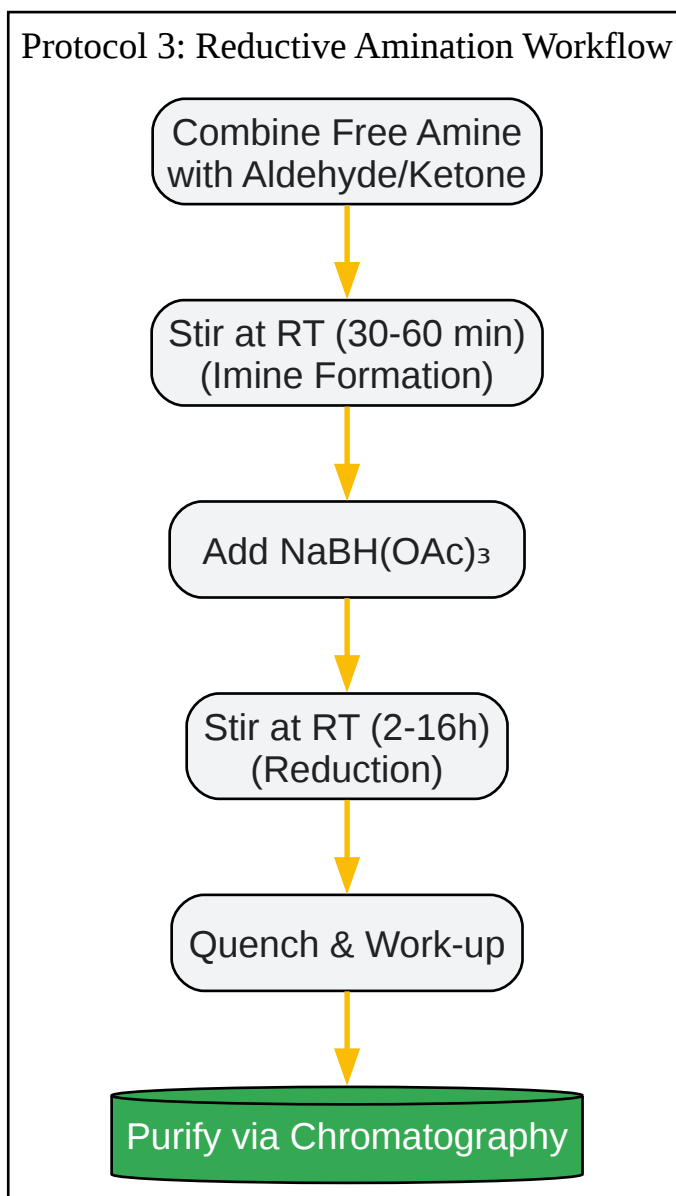 Protocol 3: Reductive Amination Workflow
Combine Free Amine
with Aldehyde/Ketone
Stir at RT (30-60 min)
(Imine Formation)
Add NaBH(OAc)₃
Stir at RT (2-16h)
(Reduction)
Quench & Work-up
Purify via Chromatography